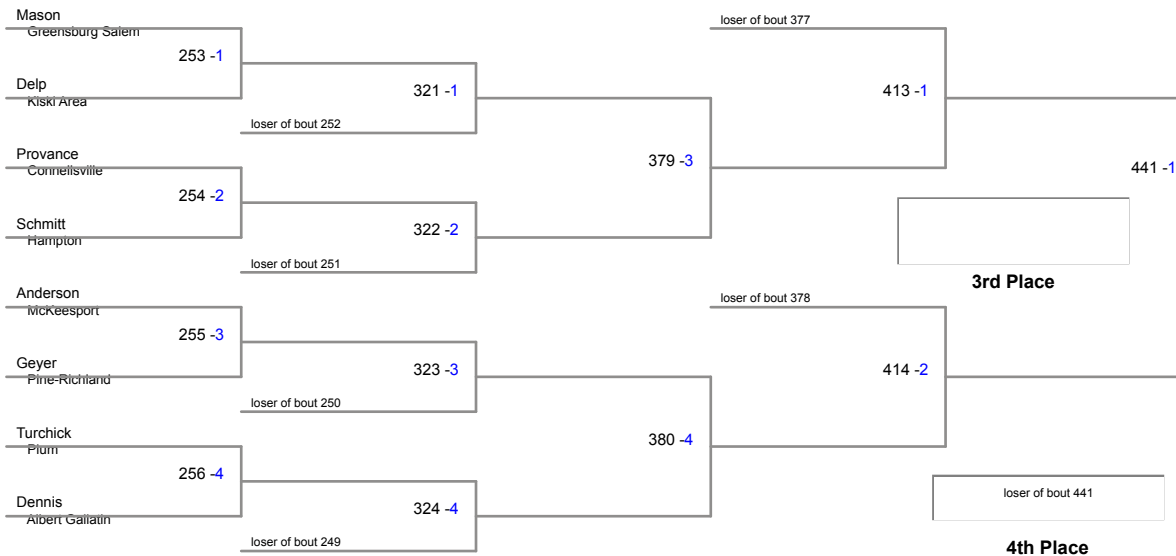 Mason
Greensburg Salem
253 -1
Delp
Kiski Area
321 -1
loser of bout 252
Provance
Connellsville
254 -2
Schmitt
Hampton
322 -2
loser of bout 251
379 -3
loser of bout 377
413 -1
441 -1
3rd Place
Anderson
McKeesport
255 -3
Geyer
Pine-Richland
323 -3
loser of bout 250
Turchick
Plum
256 -4
Dennis
Albert Gallatin
324 -4
loser of bout 249
380 -4
loser of bout 378
414 -2
loser of bout 441
4th Place